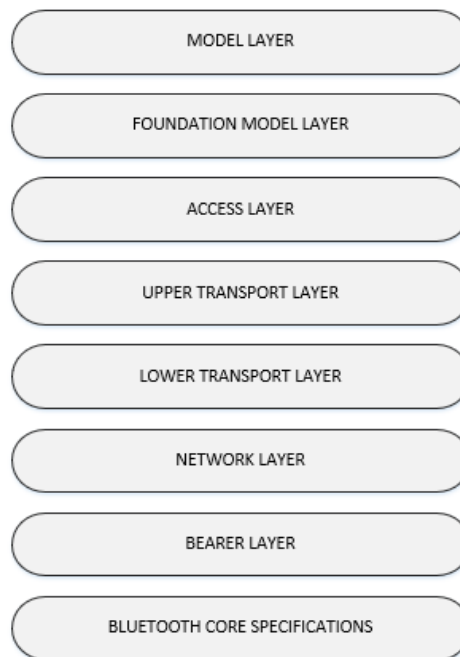 MODEL LAYER
FOUNDATION MODEL LAYER
ACCESS LAYER
UPPER TRANSPORT LAYER
LOWER TRANSPORT LAYER
NETWORK LAYER
BEARER LAYER
BLUETOOTH CORE SPECIFICATIONS